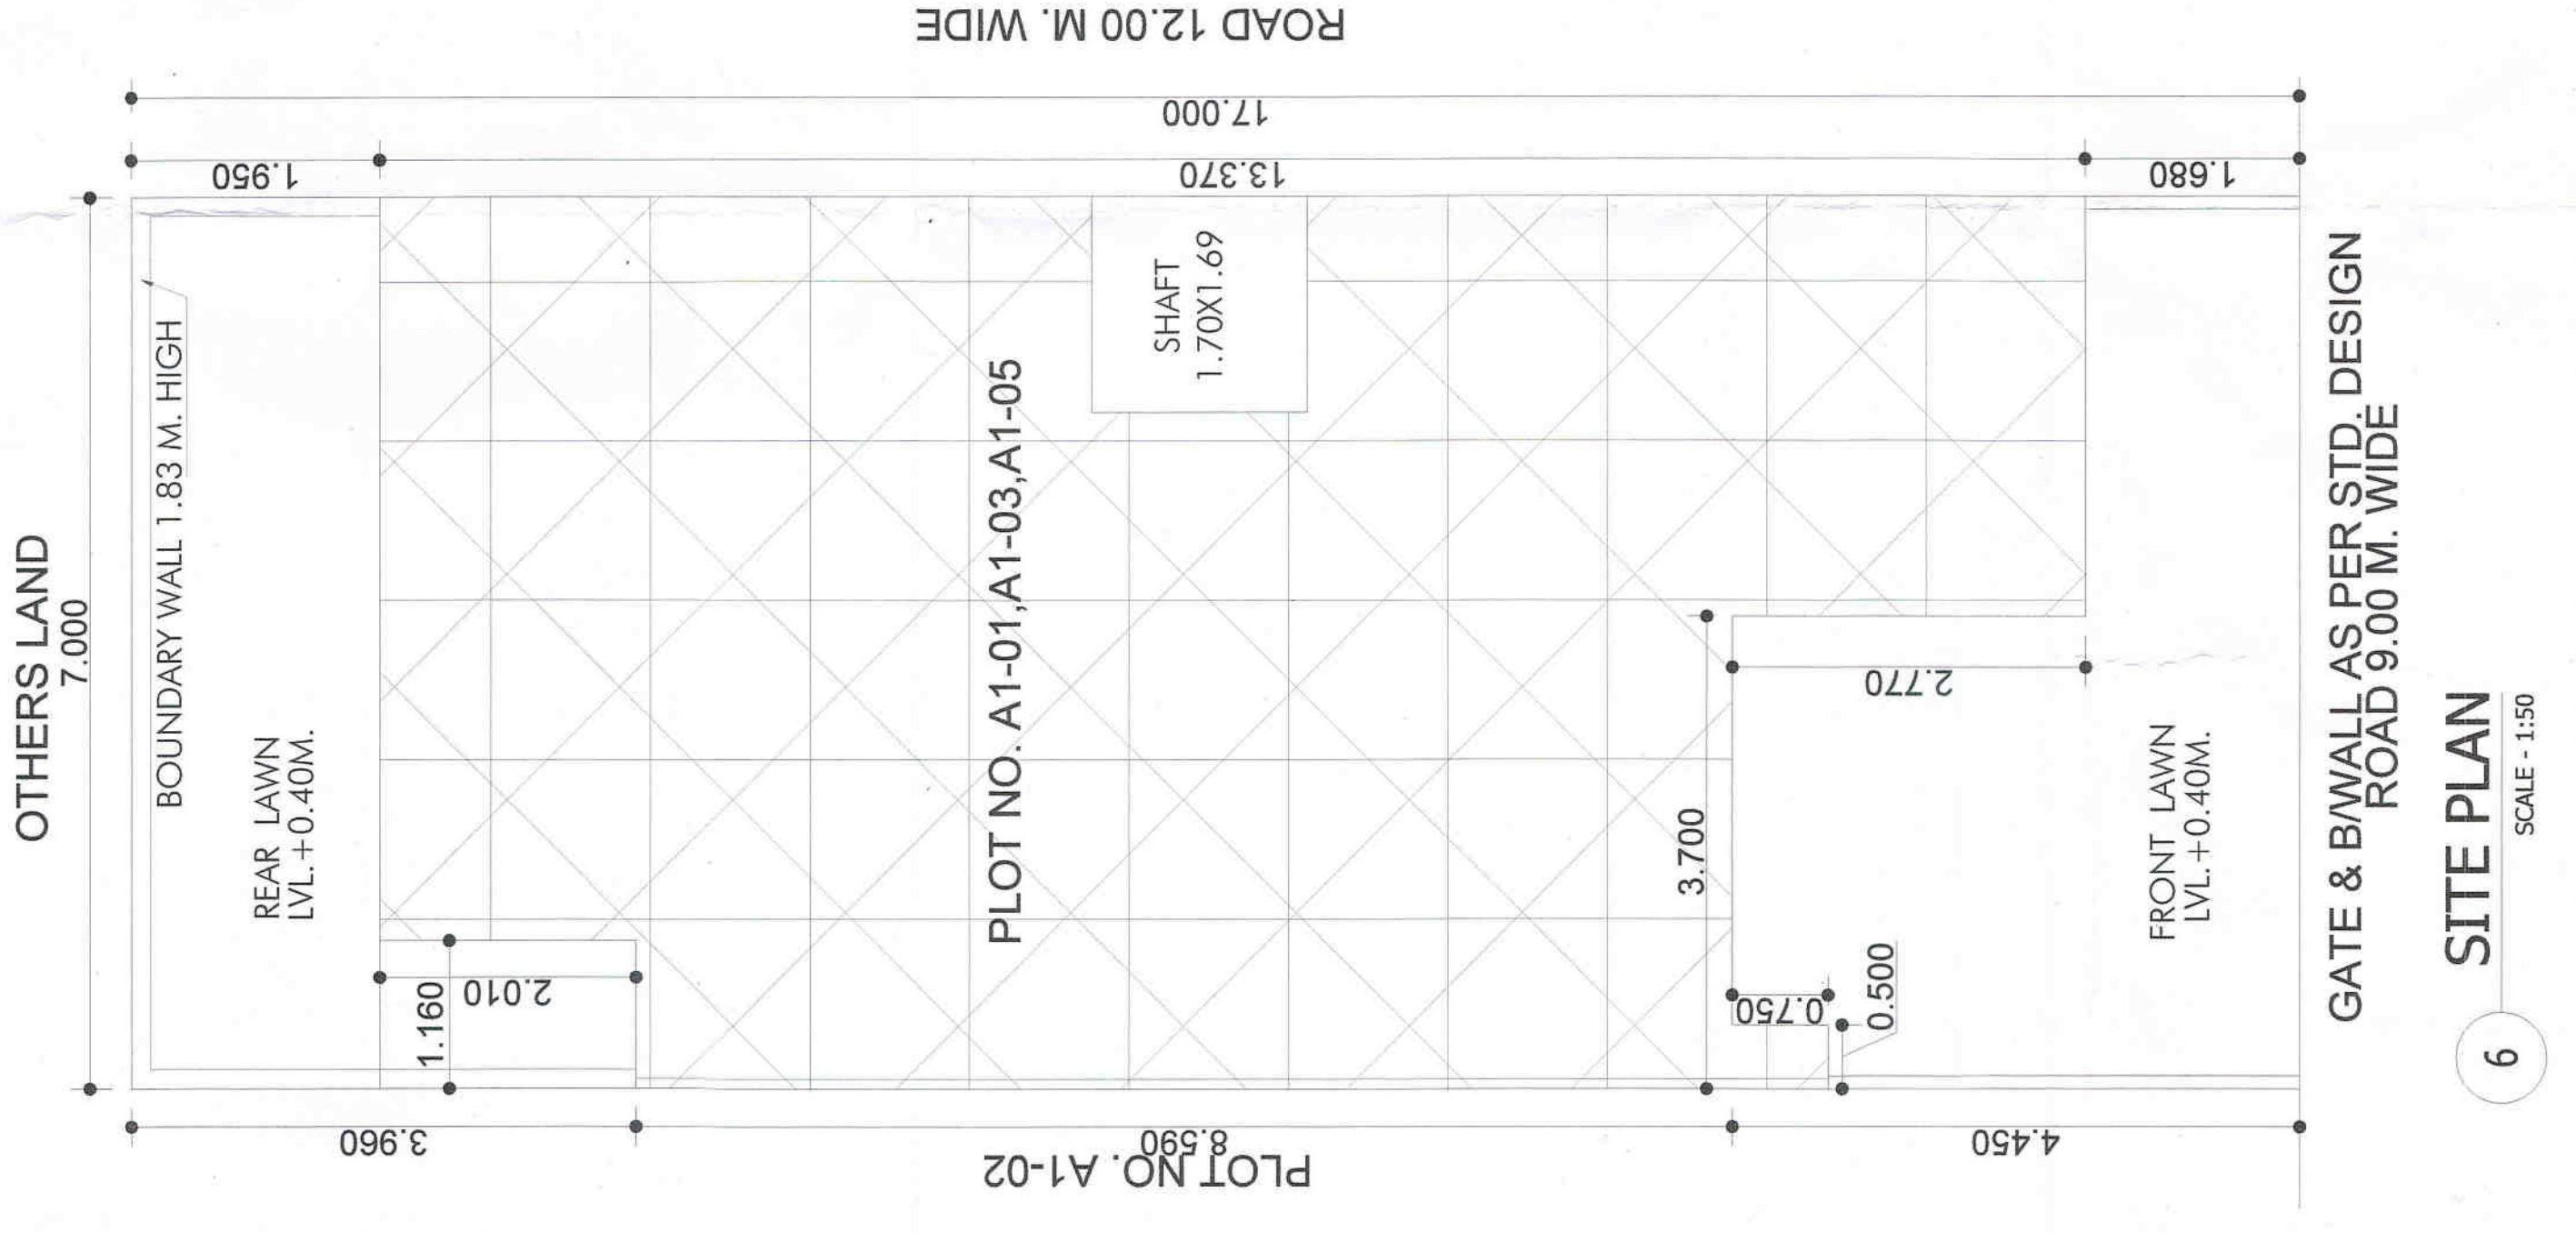 OTHERS LAND
7.000
BOUNDARY WALL 1.83 M. HIGH
REAR LAWN
LVL.+0.40M.
1.160
2.010
3.960
1.950
17.000
13.370
1.680
ROAD 12.00 M. WIDE
SHAFT
1.70X1.69
PLOT NO. A1-01,A1-03,A1-05
8.590
PLOT NO. A1-02
3.700
2.770
0.750
0.500
4.450
FRONT LAWN
LVL.+0.40M.
GATE & B/WALL AS PER STD. DESIGN
ROAD 9.00 M. WIDE
6
SITE PLAN
SCALE - 1:50